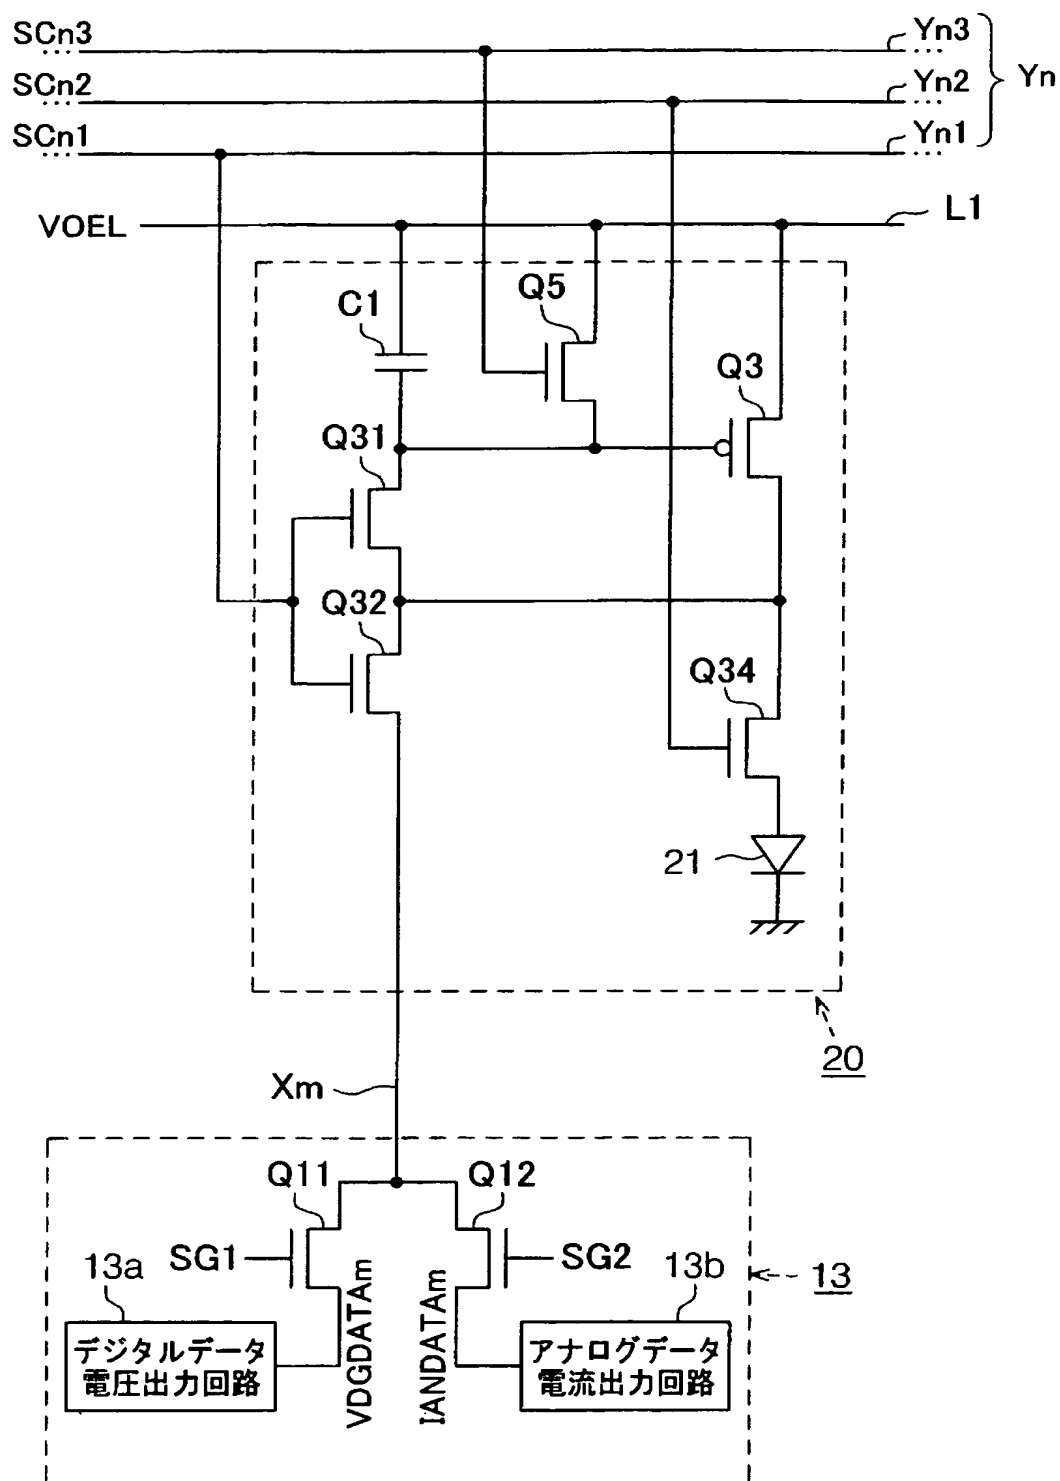 SCn3
Yn3
SCn2
Yn2
Yn
SCn1
Yn1
VOEL
L1
C1
Q5
Q3
Q31
Q32
Q34
21
20
Xm
Q11
Q12
SG1
SG2
13a
13b
13
VDGDATAm
IANDATAm
デジタルデータ
電圧出力回路
アナログデータ
電流出力回路